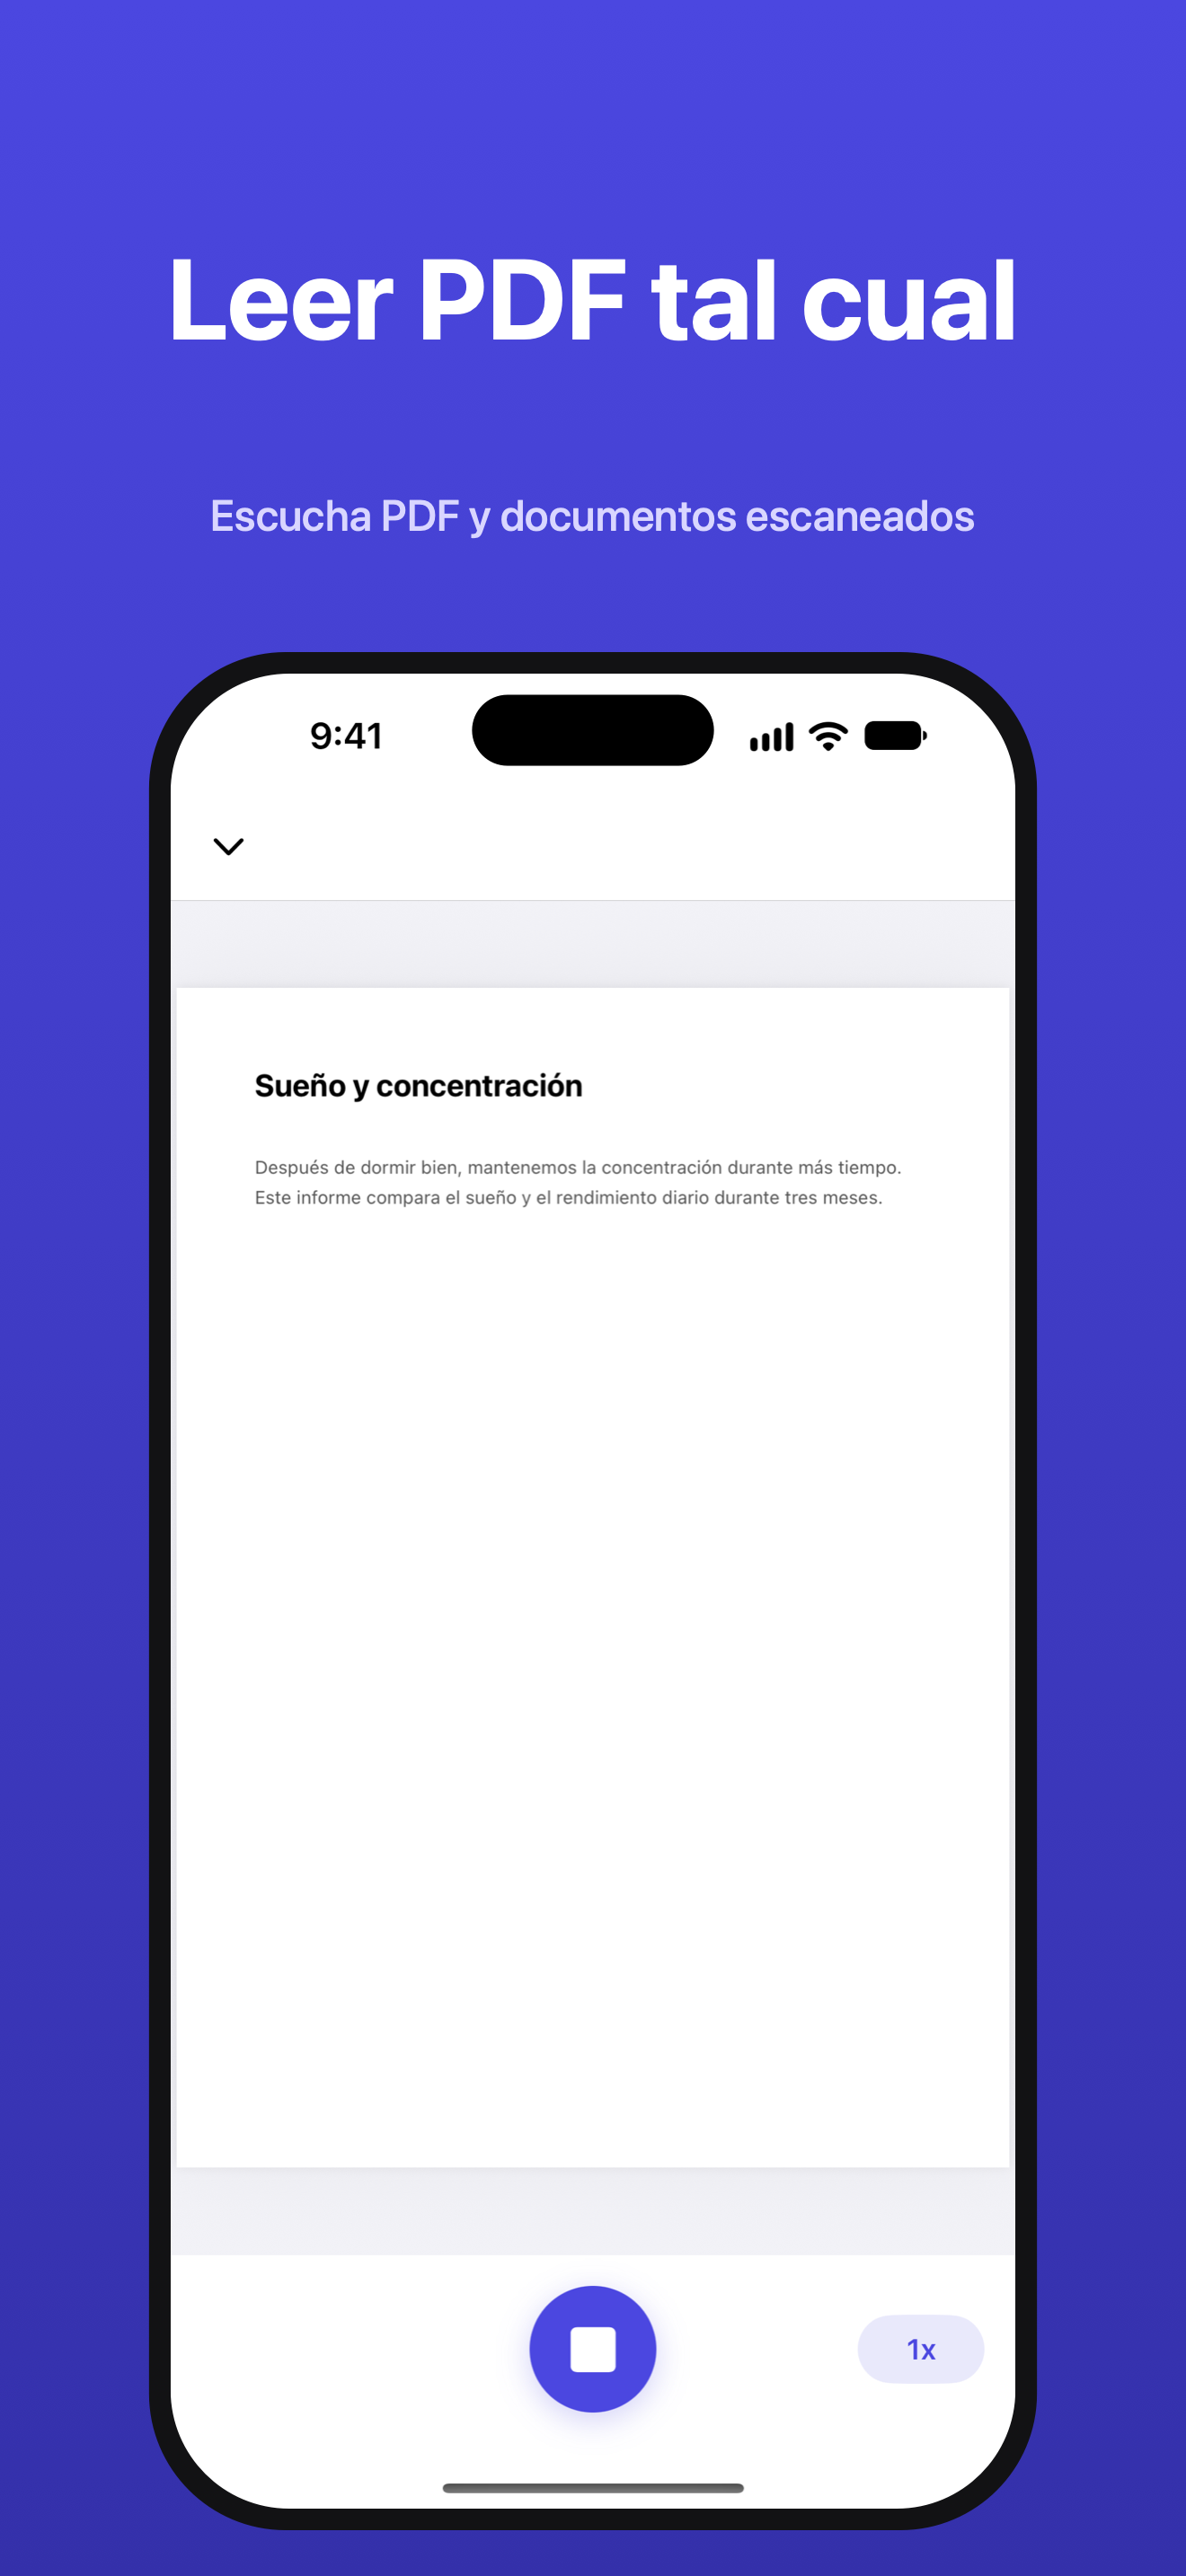 Leer PDF tal cual
Escucha PDF y documentos escaneados
9:41
Sueño y concentración
Después de dormir bien, mantenemos la concentración durante más tiempo.
Este informe compara el sueño y el rendimiento diario durante tres meses.
1x